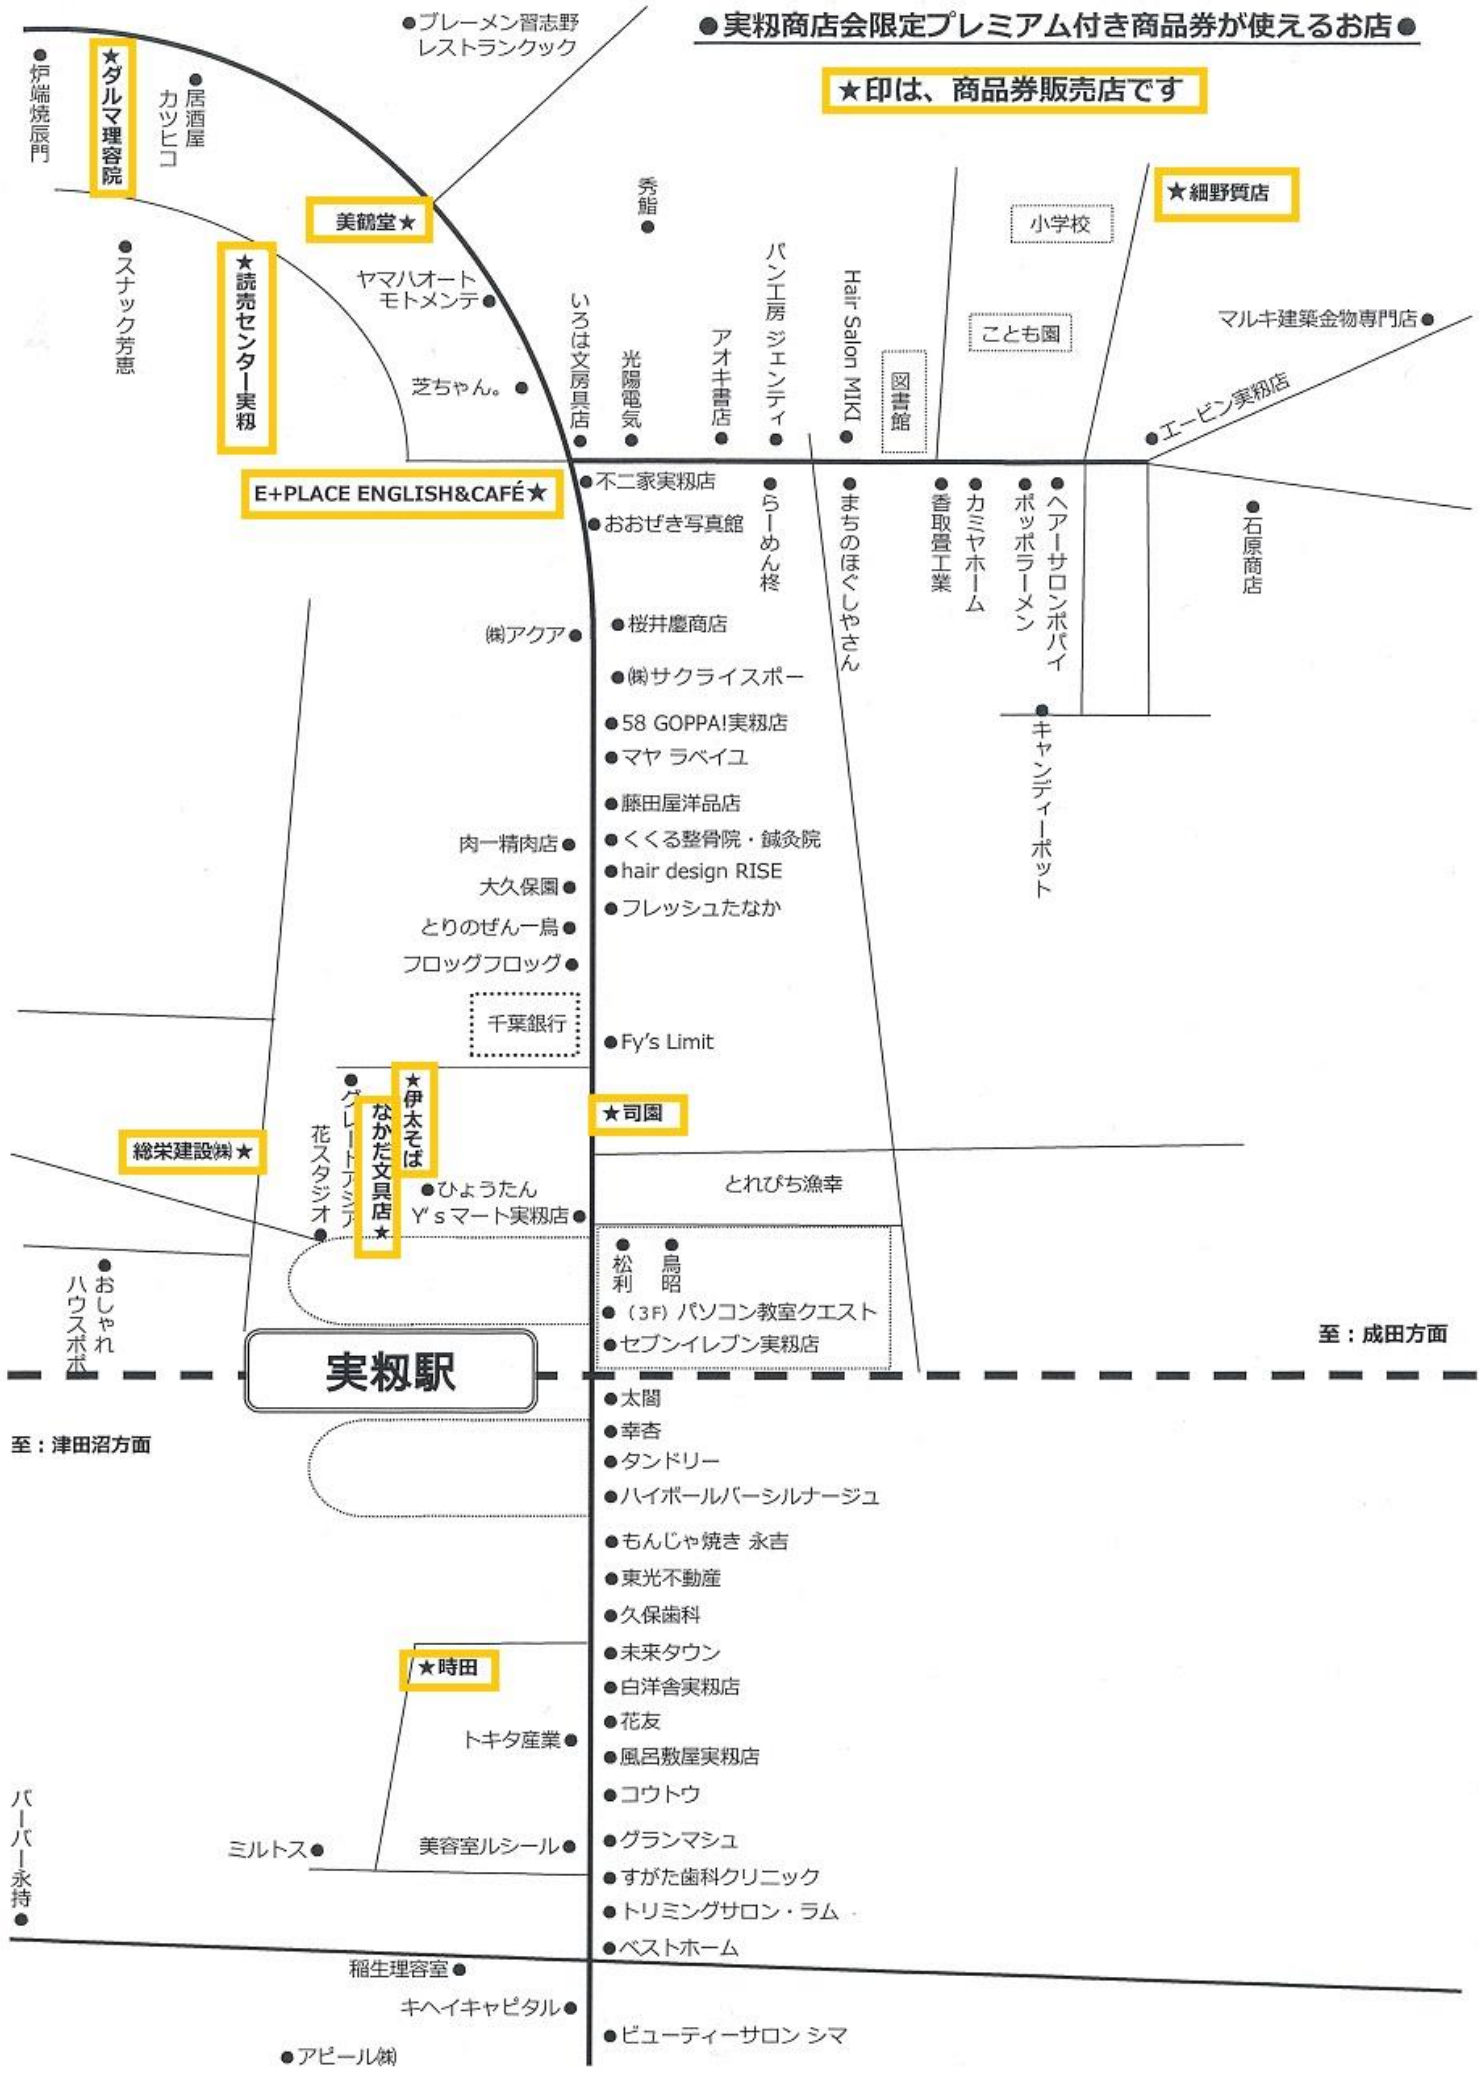 ●実籾商店会限定プレミアム付き商品券が使えるお店●
★印は、商品券販売店です
●ブレーメン習志野
レストランクック
●炉端焼辰門
★ダルマ理容院
●居酒屋
カツヒコ
美鶴堂★
★細野質店
小学校
秀鮨●
●スナック芳恵
★読売センター実籾
ヤマハオート
モトメンテ●
芝ちゃん。●
いろは文房具店●
光陽電気●
アオキ書店●
パン工房 ジェンティ●
Hair Salon MIKI●
図書館
こども園
マルキ建築金物専門店●
●エービン実籾店
E+PLACE ENGLISH&CAFÉ★
●不二家実籾店
●おおぜき写真館
●らーめん柊
●まちのほぐしやさん
●香取畳工業
●カミヤホーム
●ポッポラーメン
●ヘアーサロンポパイ
●石原商店
●キャンディーポット
㈱アクア●
●桜井慶商店
●㈱サクライスポー
●58 GOPPA!実籾店
●マヤ ラベイユ
●藤田屋洋品店
肉一精肉店●
●くくる整骨院・鍼灸院
●hair design RISE
大久保園●
●フレッシュたなか
とりのぜん一鳥●
フロッグフロッグ●
千葉銀行
●Fy's Limit
●グレートアジア
★伊太そば
なかだ文具店★
花スタジオ●
★司園
総栄建設㈱★
●ひょうたん
Y'sマート実籾店●
とれぴち漁幸
●松利
●鳥昭
●（3F）パソコン教室クエスト
●セブンイレブン実籾店
●おしゃれ
ハウスポポ
実籾駅
至：成田方面
至：津田沼方面
●太閤
●幸杏
●タンドリー
●ハイボールバーシルナージュ
●もんじゃ焼き 永吉
●東光不動産
●久保歯科
●未来タウン
★時田
●白洋舎実籾店
●花友
トキタ産業●
●風呂敷屋実籾店
●コウトウ
●グランマシュ
ミルトス●
美容室ルシール●
●すがた歯科クリニック
●トリミングサロン・ラム
バーバー永持●
●ベストホーム
稲生理容室●
キヘイキャピタル●
●ビューティーサロン シマ
●アピール㈱